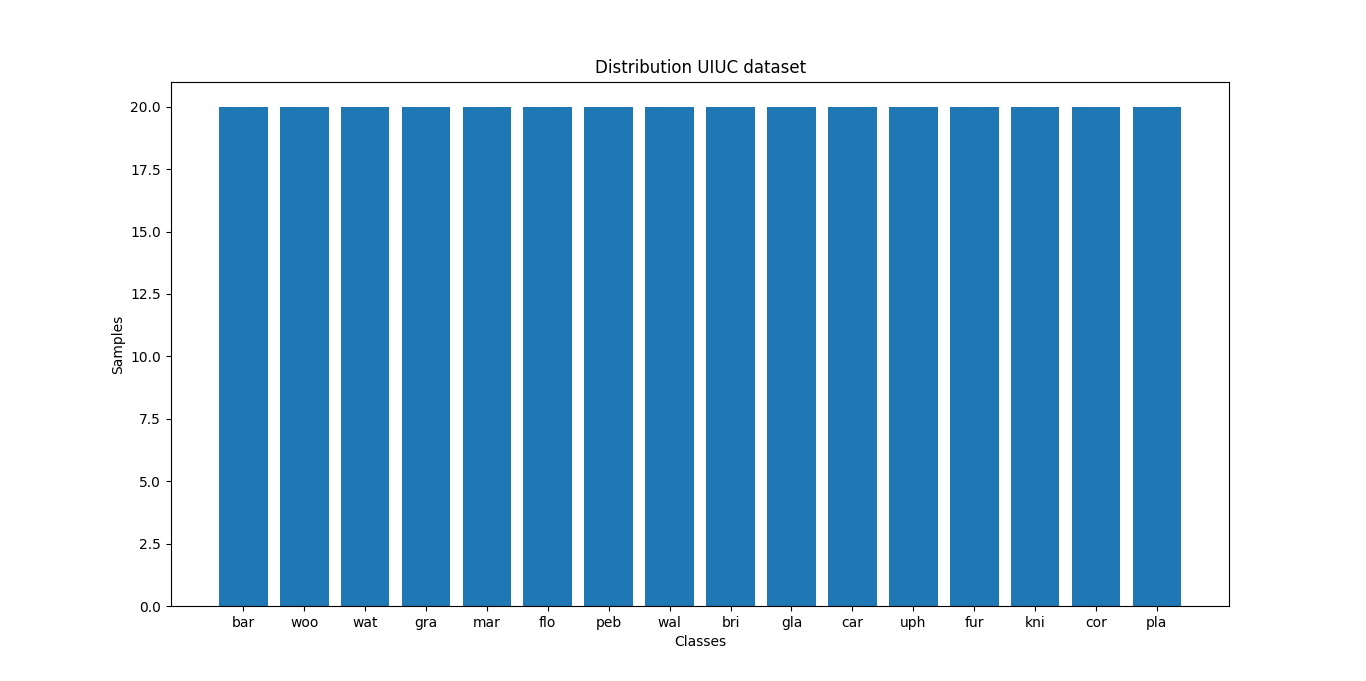 Distribution UIUC dataset
20.0
17.5
15.0
12.5
10.0
7.5
5.0
2.5
0.0
Samples
bar woo wat gra mar flo peb wal bri gla car uph fur kni cor pla
Classes